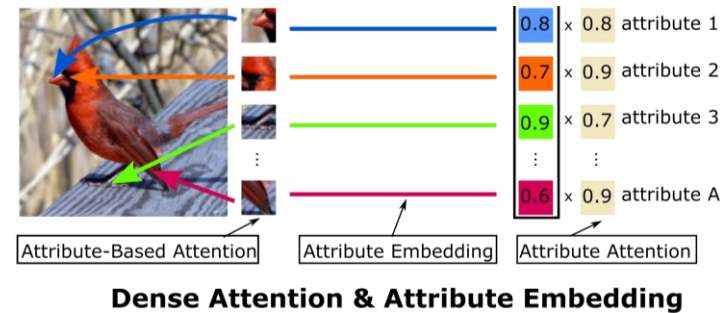 0.8 x 0.8 attribute 1
0.7 x 0.9 attribute 2
0.9 x 0.7 attribute 3
⋮ ⋮ ⋮
0.6 x 0.9 attribute A
Attribute-Based Attention Attribute Embedding Attribute Attention
Dense Attention & Attribute Embedding